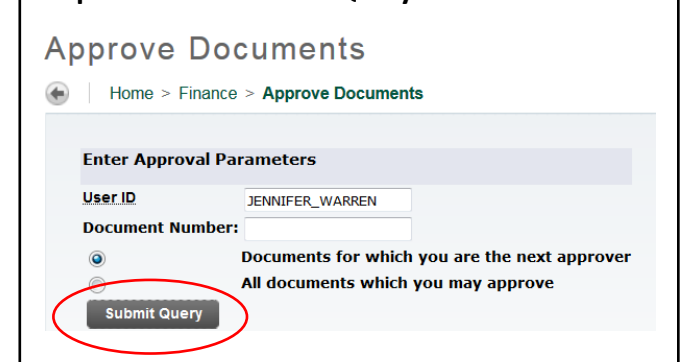 Approve Documents
Home > Finance > Approve Documents
Enter Approval Parameters
User ID JENNIFER_WARREN
Document Number:
Documents for which you are the next approver
All documents which you may approve
Submit Query